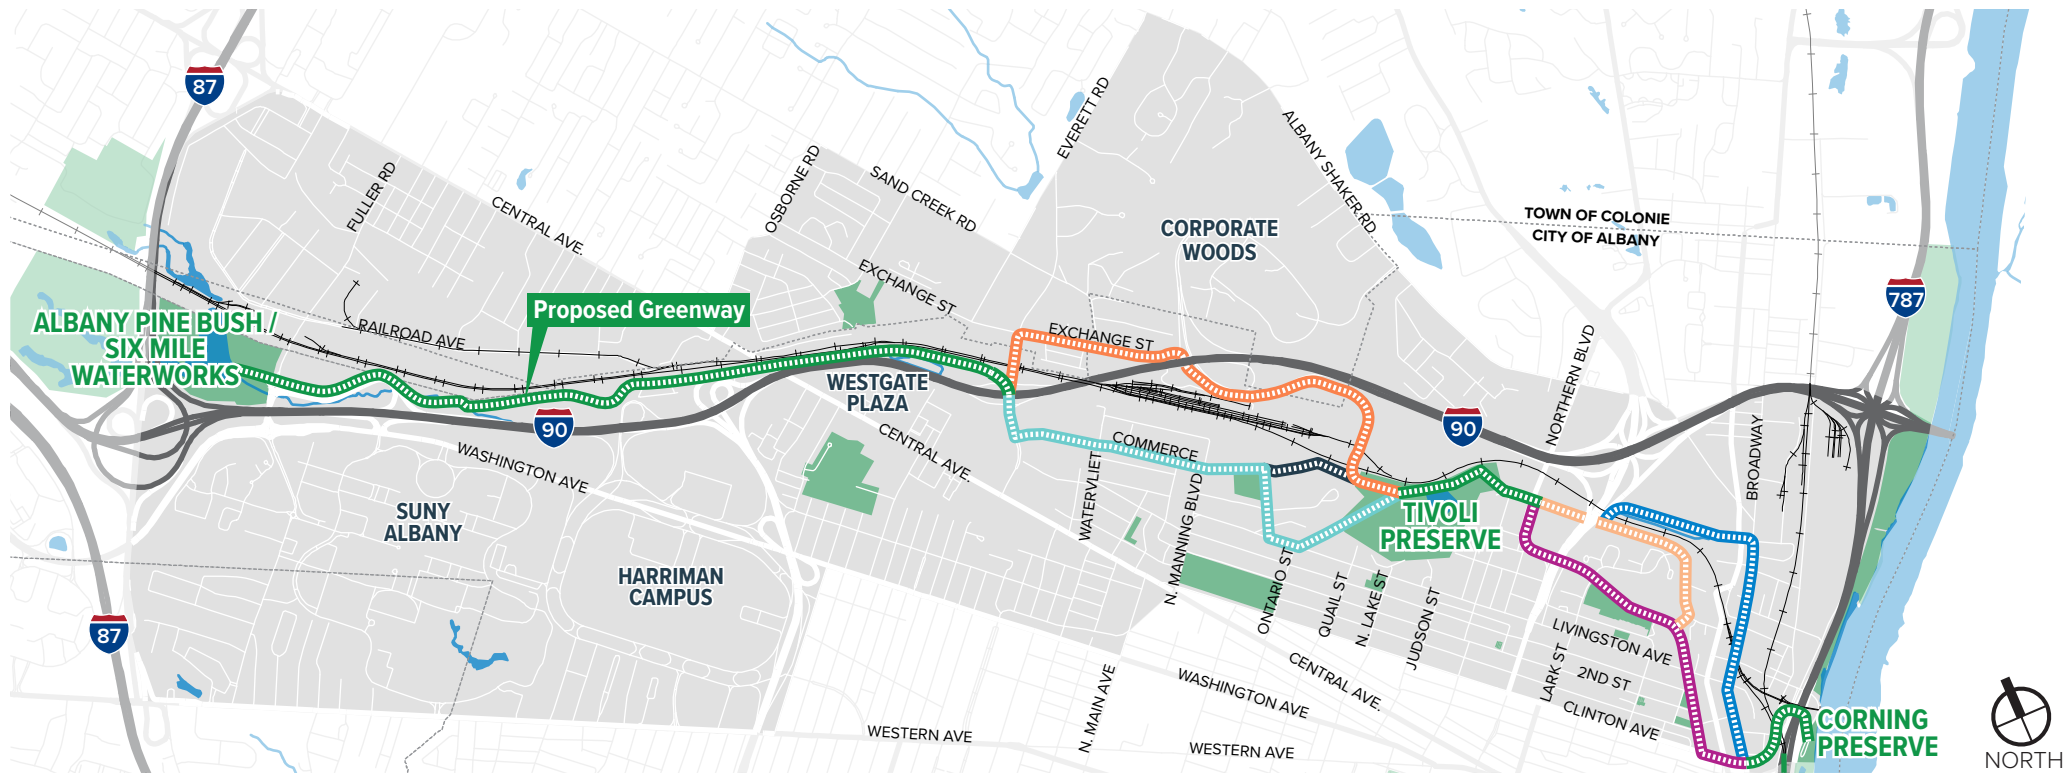 87
EVERETT RD
ALBANY SHAKER RD
OSBORNE RD
FULLER RD
SAND CREEK RD
CENTRAL AVE.
TOWN OF COLONIE
CITY OF ALBANY
CORPORATE
WOODS
EXCHANGE ST
787
Proposed Greenway
ALBANY PINE BUSH /
SIX MILE
WATERWORKS
RAILROAD AVE
EXCHANGE ST
NORTHERN BLVD
WESTGATE
PLAZA
90
90
BROADWAY
WASHINGTON AVE
CENTRAL AVE.
COMMERCE
WATERVLIET
N. MANNING BLVD
SUNY
ALBANY
TIVOLI
PRESERVE
HARRIMAN
CAMPUS
ONTARIO ST
QUAIL ST
N. LAKE ST
JUDSON ST
87
LIVINGSTON AVE
LARK ST
2ND ST
CLINTON AVE
CENTRAL AVE.
WASHINGTON AVE
N. MAIN AVE
WESTERN AVE
WESTERN AVE
CORNING
PRESERVE
NORTH